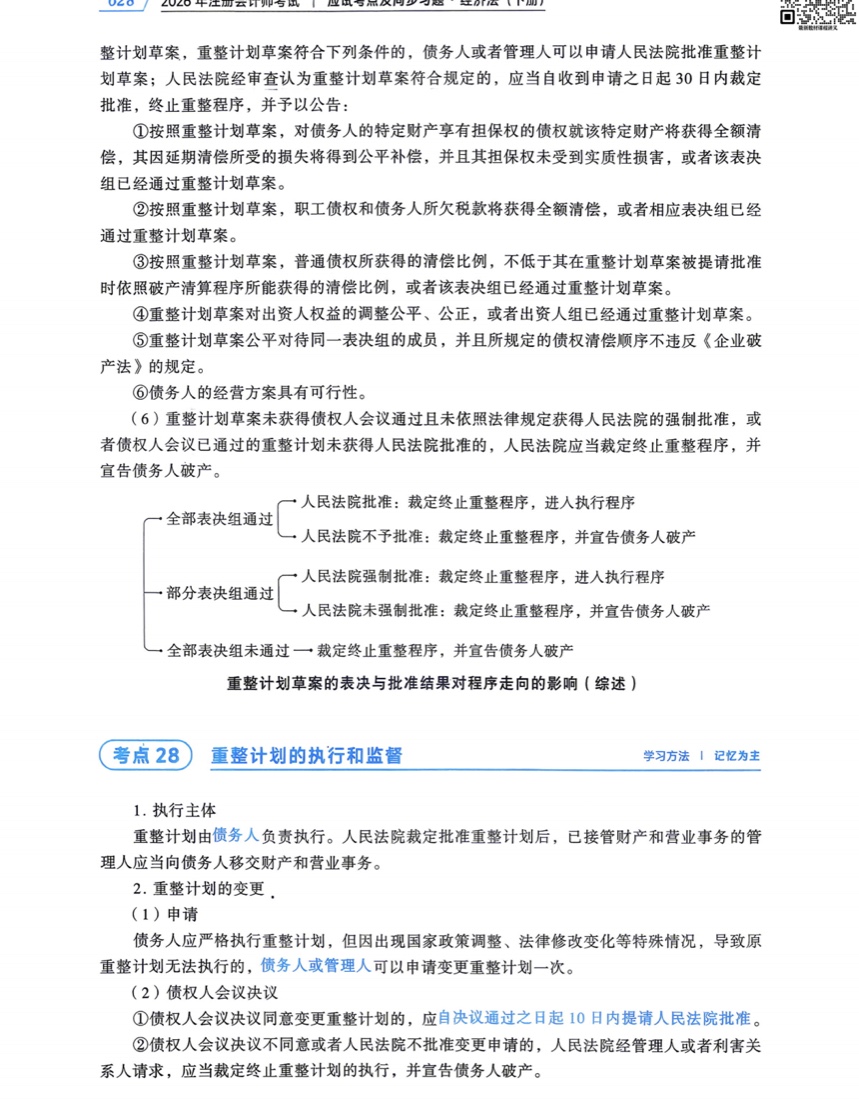 628 2026年注册会计师考试 | 应试考点及同步习题·经济法(下册)
整计划草案,重整计划草案符合下列条件的,债务人或者管理人可以申请人民法院批准重整计
划草案;人民法院经审查认为重整计划草案符合规定的,应当自收到申请之日起30日内裁定
批准,终止重整程序,并予以公告:
①按照重整计划草案,对债务人的特定财产享有担保权的债权就该特定财产将获得全额清
偿,其因延期清偿所受的损失将得到公平补偿,并且其担保权未受到实质性损害,或者该表决
组已经通过重整计划草案。
②按照重整计划草案,职工债权和债务人所欠税款将获得全额清偿,或者相应表决组已经
通过重整计划草案。
③按照重整计划草案,普通债权所获得的清偿比例,不低于其在重整计划草案被提请批准
时依照破产清算程序所能获得的清偿比例,或者该表决组已经通过重整计划草案。
④重整计划草案对出资人权益的调整公平、公正,或者出资人组已经通过重整计划草案。
⑤重整计划草案公平对待同一表决组的成员,并且所规定的债权清偿顺序不违反《企业破
产法》的规定。
⑥债务人的经营方案具有可行性。
(6)重整计划草案未获得债权人会议通过且未依照法律规定获得人民法院的强制批准,或
者债权人会议已通过的重整计划未获得人民法院批准的,人民法院应当裁定终止重整程序,并
宣告债务人破产。
全部表决组通过
人民法院批准:裁定终止重整程序,进入执行程序
人民法院不予批准:裁定终止重整程序,并宣告债务人破产
部分表决组通过
人民法院强制批准:裁定终止重整程序,进入执行程序
人民法院未强制批准:裁定终止重整程序,并宣告债务人破产
全部表决组未通过 裁定终止重整程序,并宣告债务人破产
重整计划草案的表决与批准结果对程序走向的影响(综述)
考点28 重整计划的执行和监督 学习方法 | 记忆为主
1. 执行主体
重整计划由债务人负责执行。人民法院裁定批准重整计划后,已接管财产和营业事务的管
理人应当向债务人移交财产和营业事务。
2. 重整计划的变更
(1)申请
债务人应严格执行重整计划,但因出现国家政策调整、法律修改变化等特殊情况,导致原
重整计划无法执行的,债务人或管理人可以申请变更重整计划一次。
(2)债权人会议决议
①债权人会议决议同意变更重整计划的,应自决议通过之日起10日内提请人民法院批准。
②债权人会议决议不同意或者人民法院不批准变更申请的,人民法院经管理人或者利害关
系人请求,应当裁定终止重整计划的执行,并宣告债务人破产。